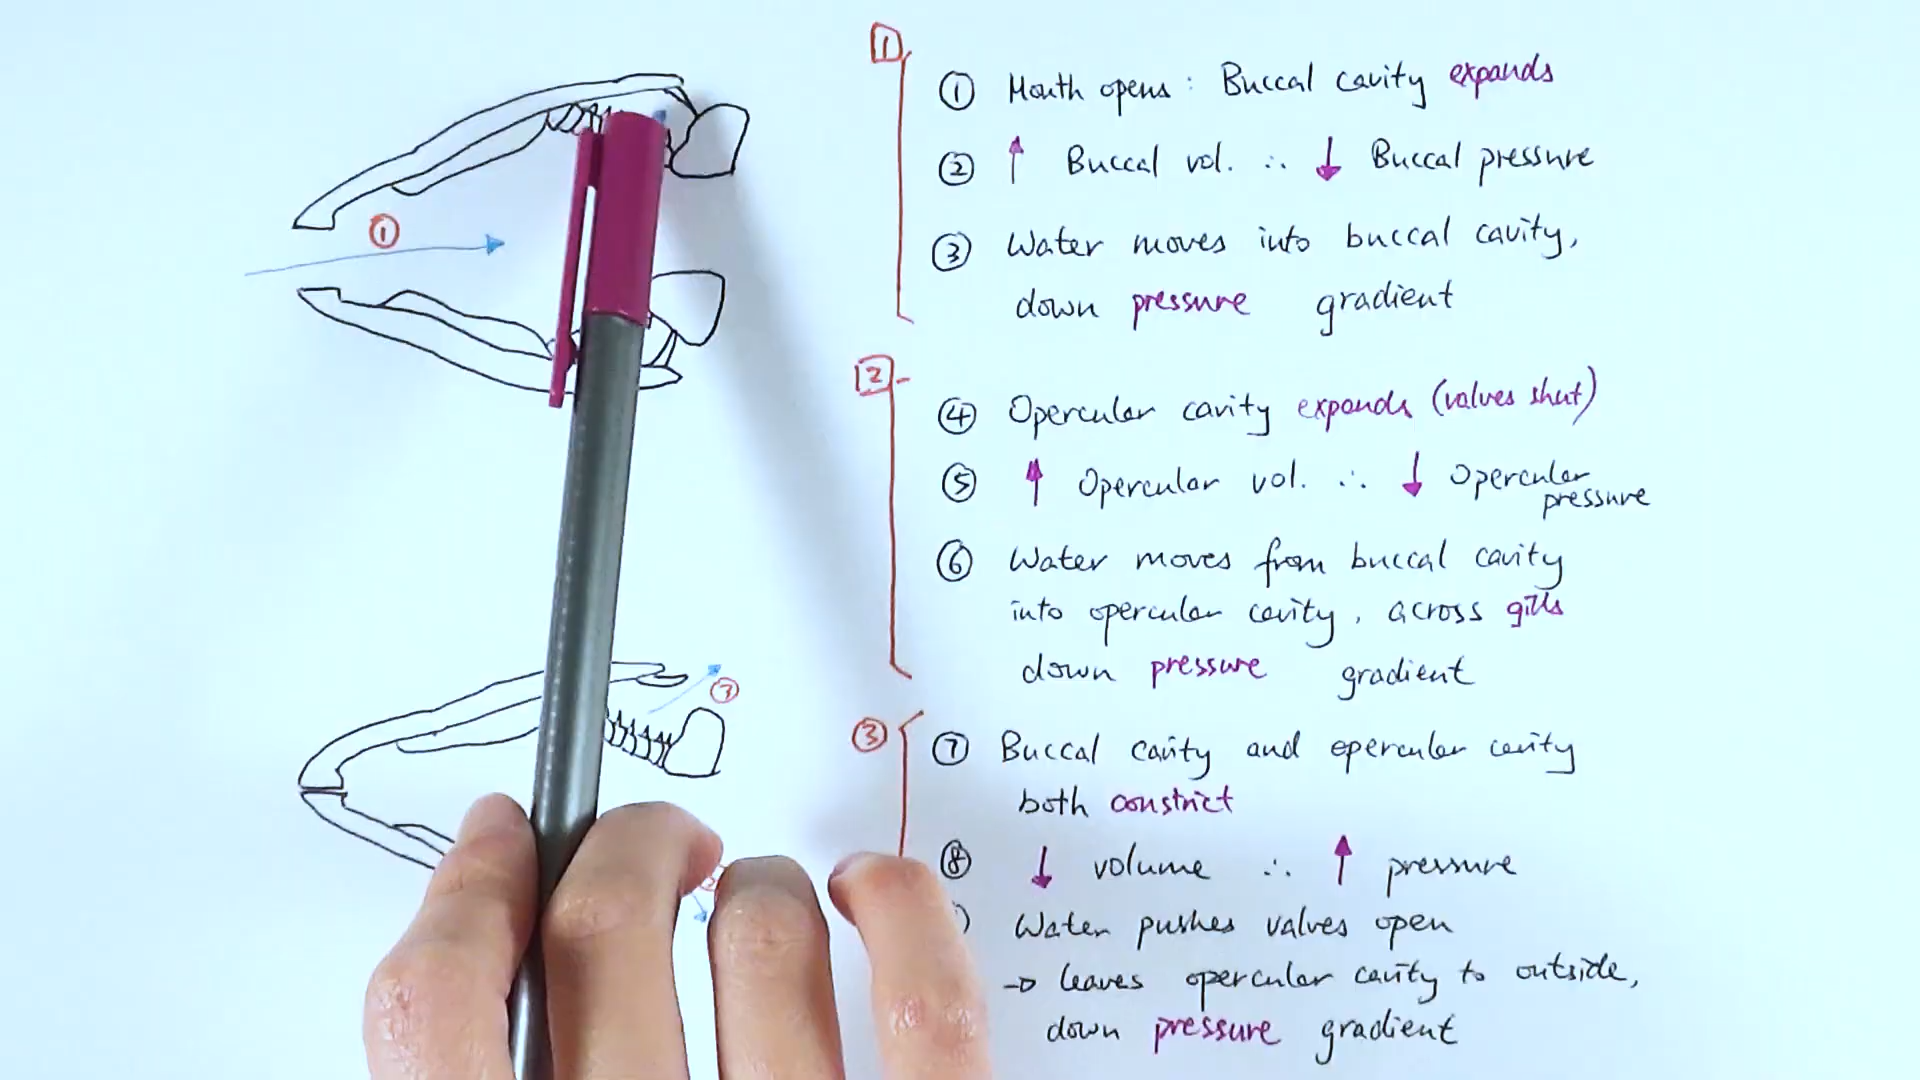 ①
③
1
① Mouth opens : Buccal cavity expands
② ↑ Buccal vol. ∴ ↓ Buccal pressure
③ Water moves into buccal cavity,
down pressure gradient
2
④ Opercular cavity expands (valves shut)
⑤ ↑ Opercular vol. ∴ ↓ Opercular
pressure
⑥ Water moves from buccal cavity
into opercular cavity, across gills
down pressure gradient
③
⑦ Buccal cavity and opercular cavity
both constrict
⑧ ↓ volume ∴ ↑ pressure
Water pushes valves open
→ leaves opercular cavity to outside,
down pressure gradient